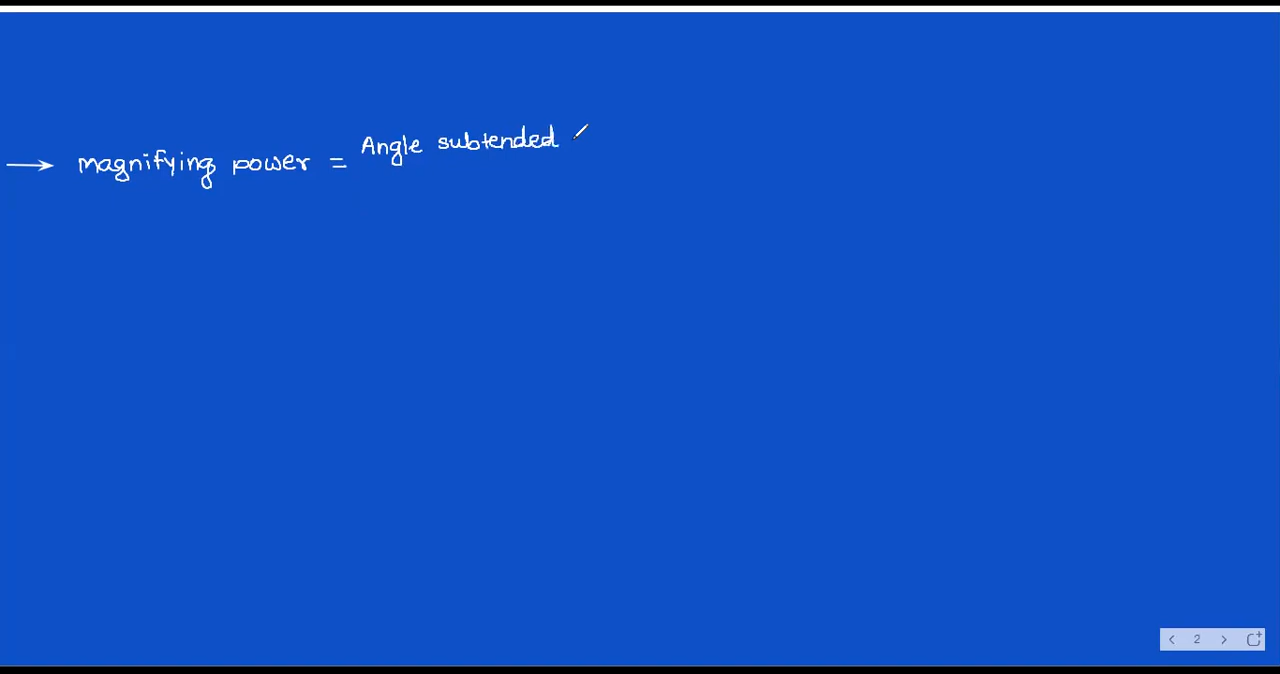 → magnifying power = Angle subtended
2